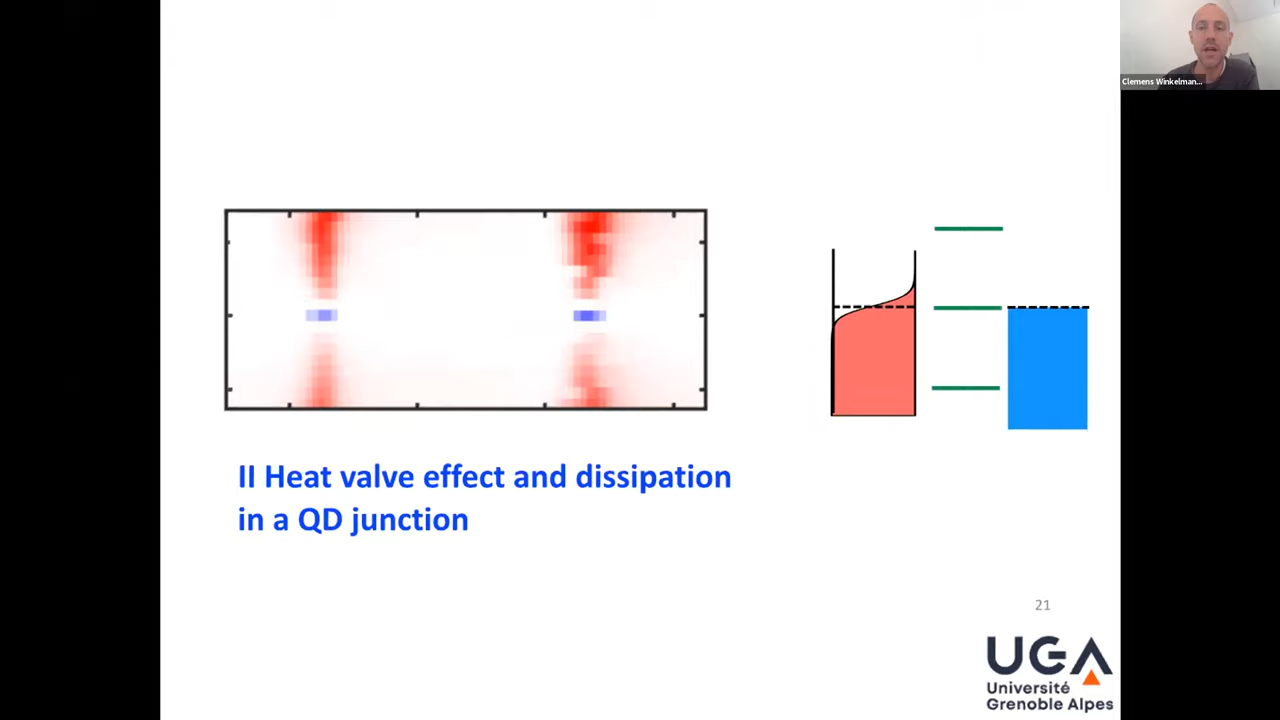 Clemens Winkelman...
II Heat valve effect and dissipation
in a QD junction
21
UGA
Université
Grenoble Alpes